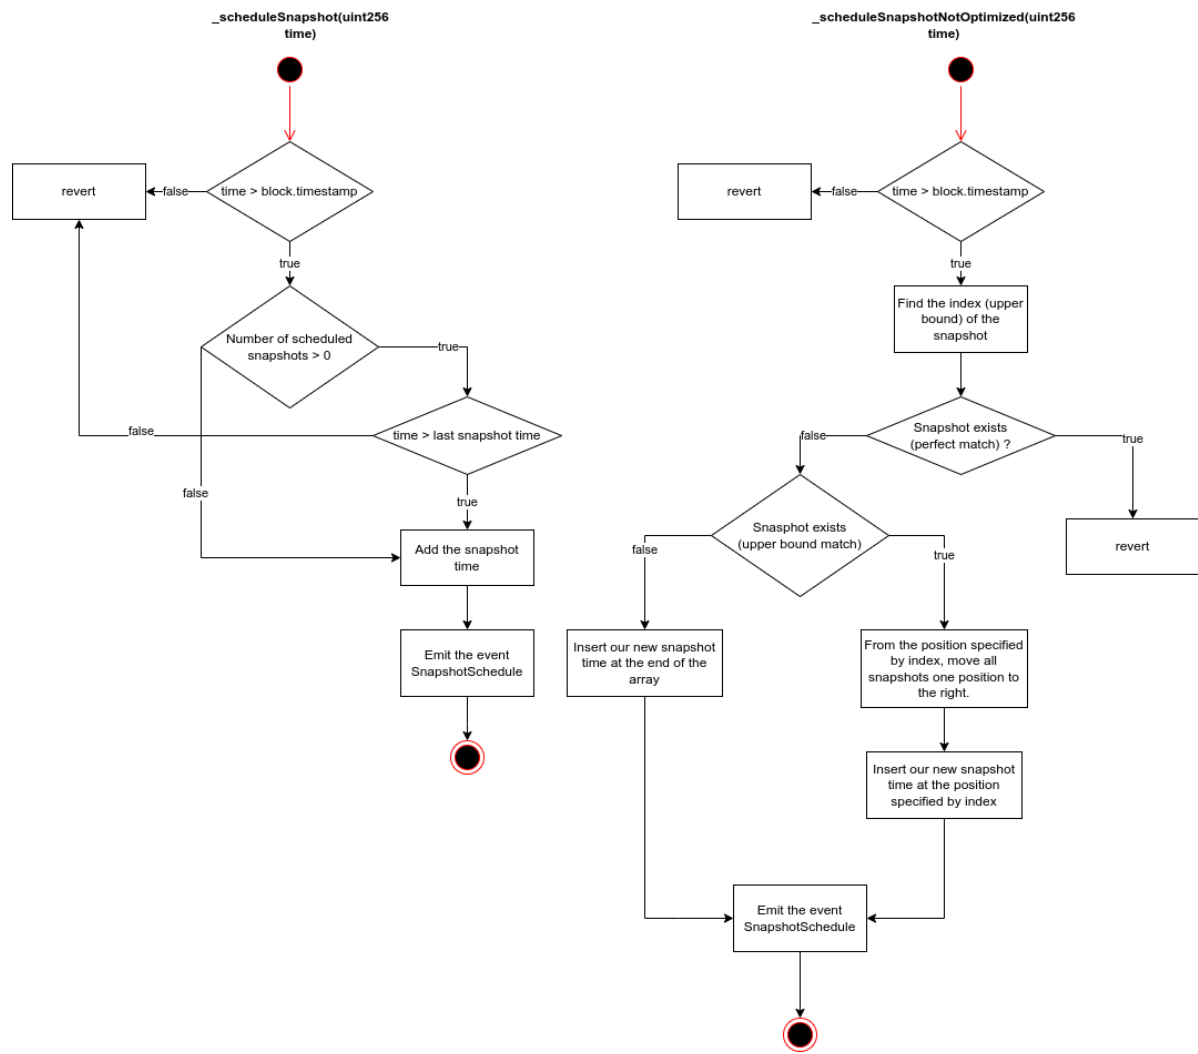 _scheduleSnapshot(uint256
time)
revert
false
time > block.timestamp
true
Number of scheduled
snapshots > 0
true
false
time > last snapshot time
false
true
Add the snapshot
time
Emit the event
SnapshotSchedule
_scheduleSnapshotNotOptimized(uint256
time)
revert
false
time > block.timestamp
true
Find the index (upper
bound) of the
snapshot
Snapshot exists
(perfect match) ?
false
true
revert
Snasphot exists
(upper bound match)
false
true
Insert our new snapshot
time at the end of the
array
From the position specified
by index, move all
snapshots one position to
the right.
Insert our new snapshot
time at the position
specified by index
Emit the event
SnapshotSchedule